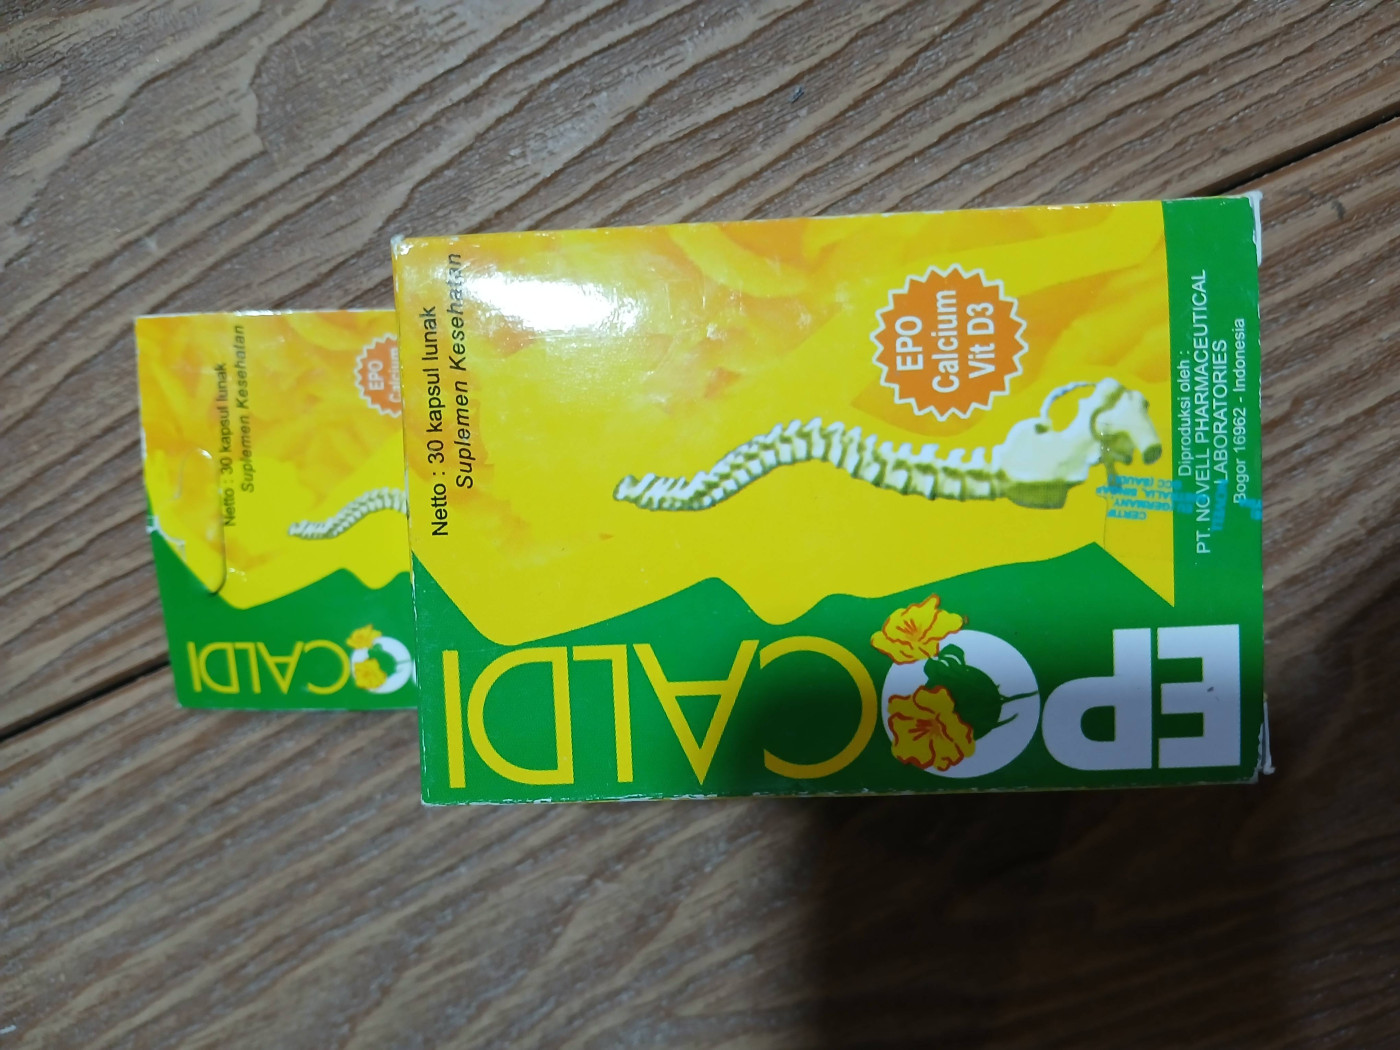 EPOCALDI
EPO
Calcium
Vit D3
Netto : 30 kapsul lunak
Suplemen Kesehatan
Diproduksi oleh :
PT. NOVELL PHARMACEUTICAL
LABORATORIES
Bogor 16962 - Indonesia
OCALDI
EPO
Calcium
Netto : 30 kapsul lunak
Suplemen Kesehatan